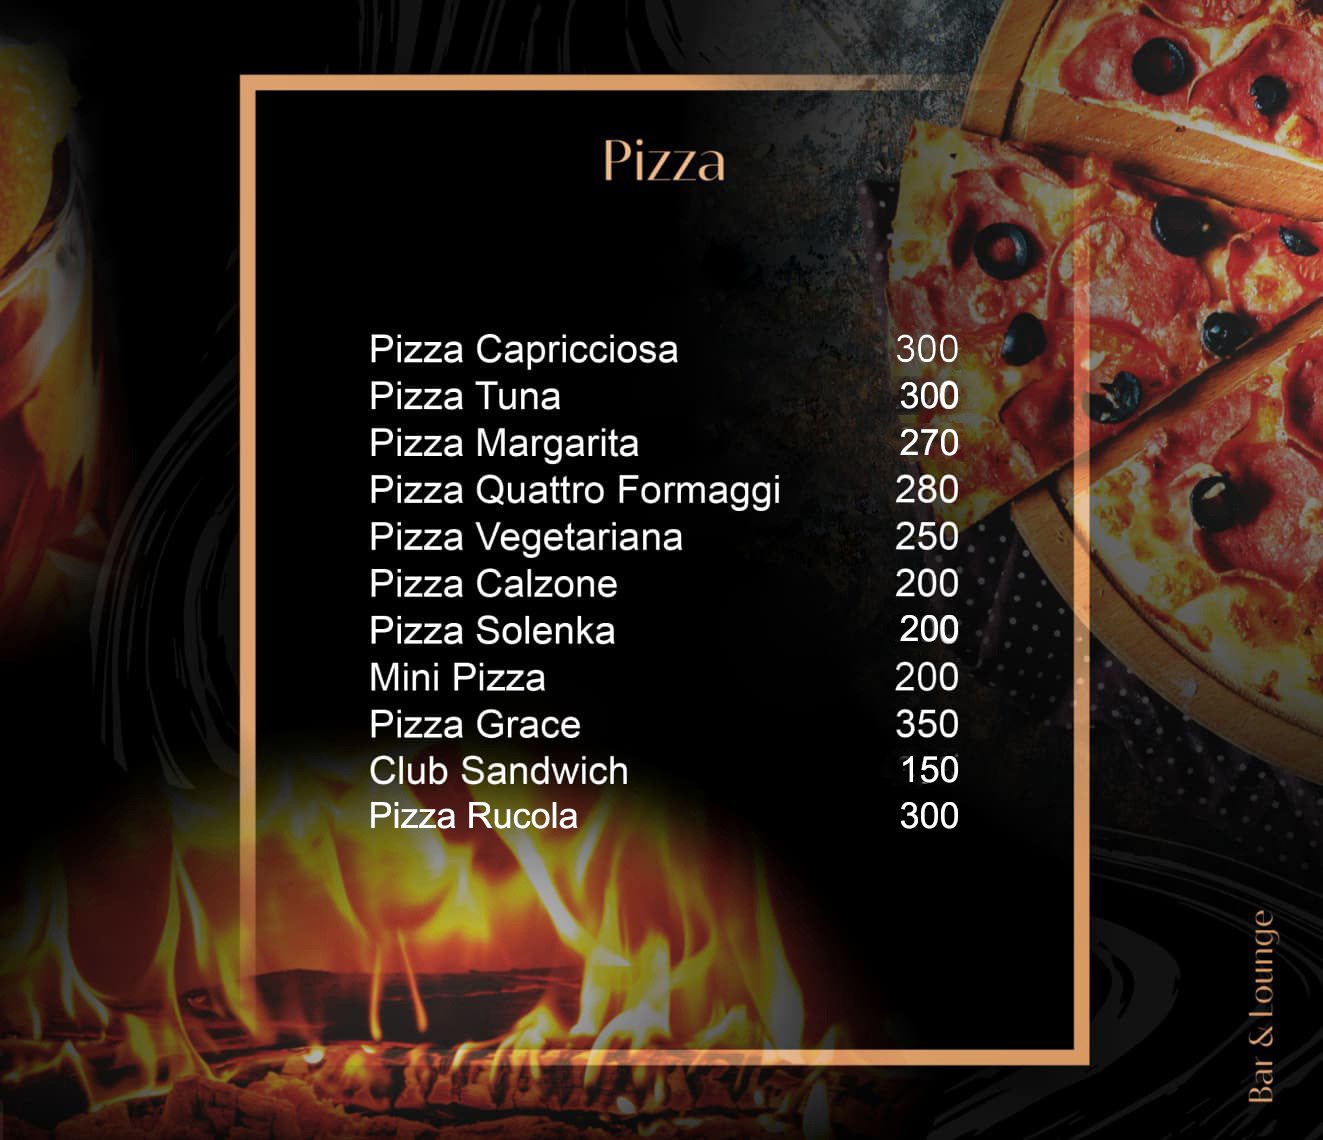 Pizza
Pizza Capricciosa 300
Pizza Tuna 300
Pizza Margarita 270
Pizza Quattro Formaggi 280
Pizza Vegetariana 250
Pizza Calzone 200
Pizza Solenka 200
Mini Pizza 200
Pizza Grace 350
Club Sandwich 150
Pizza Rucola 300
Bar & Lounge